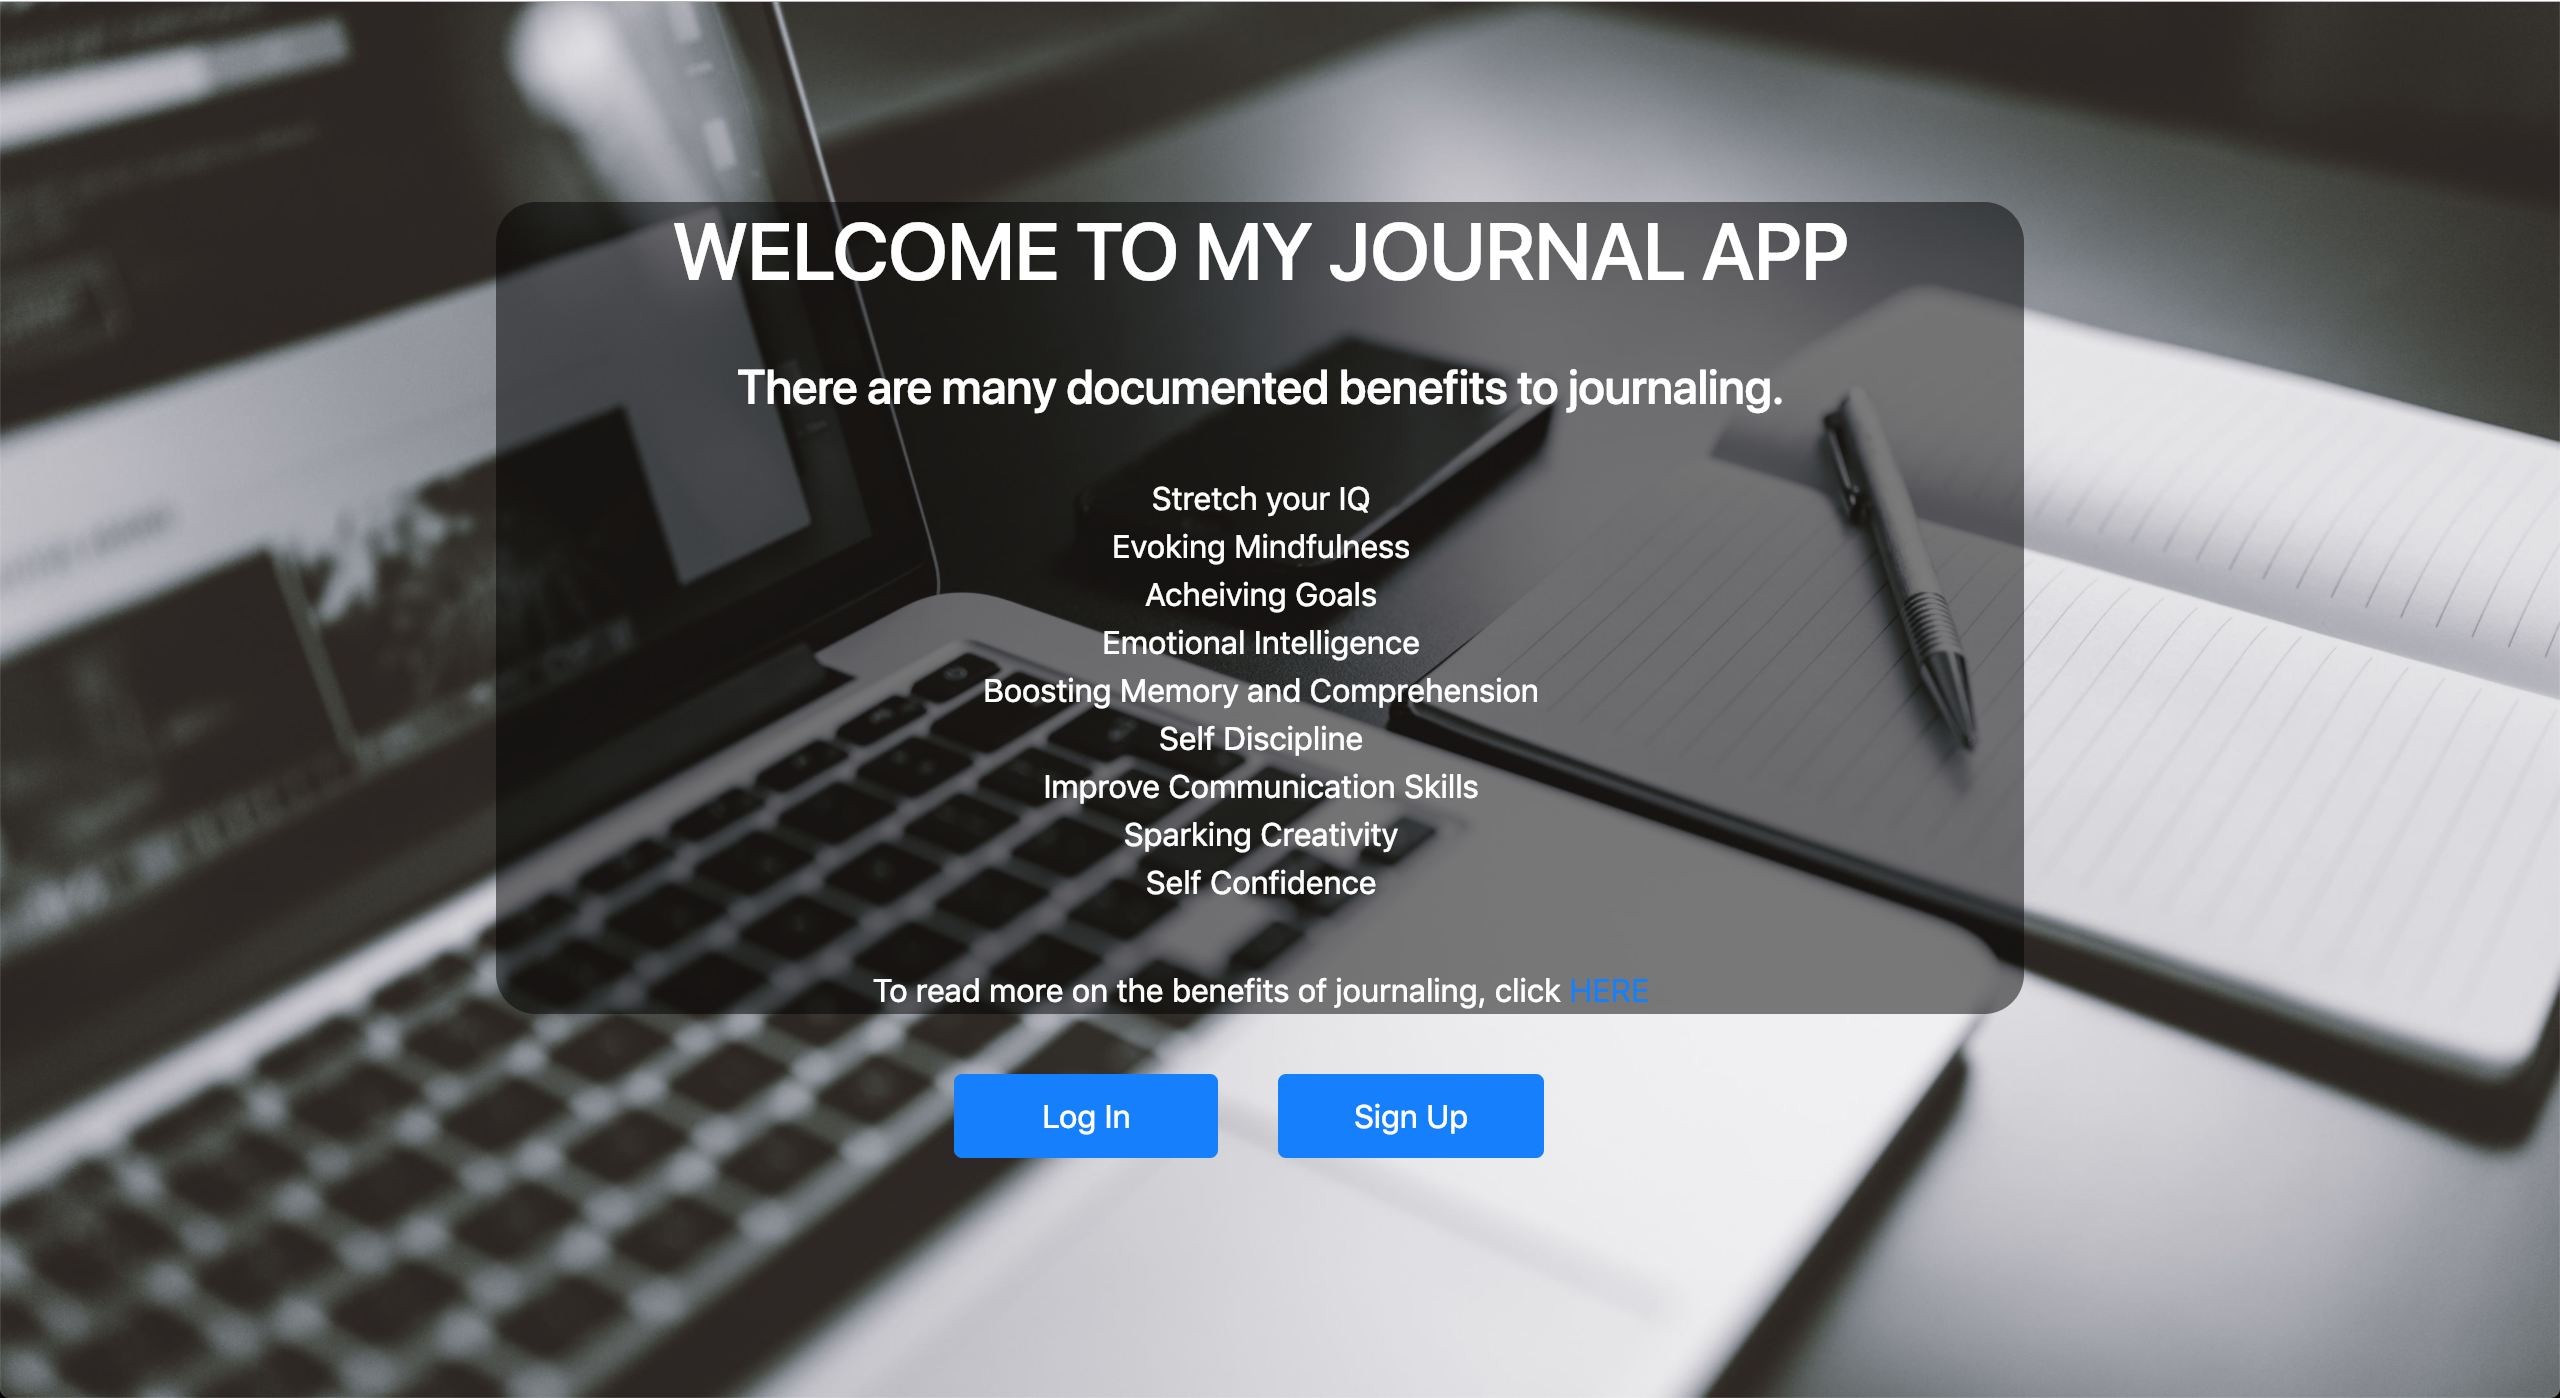 WELCOME TO MY JOURNAL APP
There are many documented benefits to journaling.
Stretch your IQ
Evoking Mindfulness
Acheiving Goals
Emotional Intelligence
Boosting Memory and Comprehension
Self Discipline
Improve Communication Skills
Sparking Creativity
Self Confidence
To read more on the benefits of journaling, click HERE
Log In
Sign Up